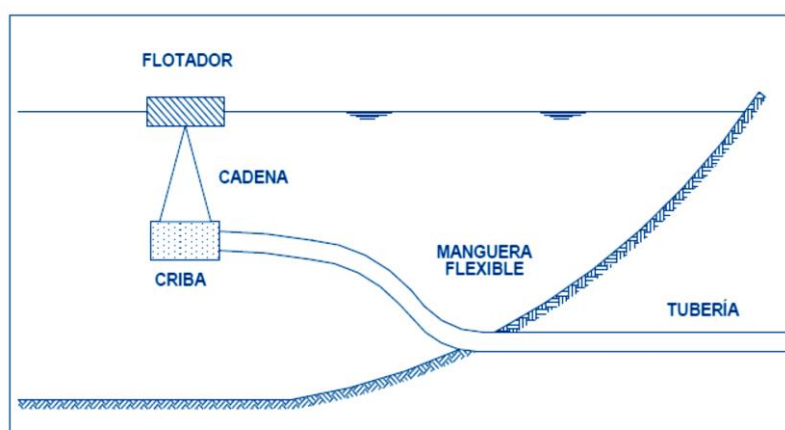 FLOTADOR
CADENA
CRIBA
MANGUERA
FLEXIBLE
TUBERÍA